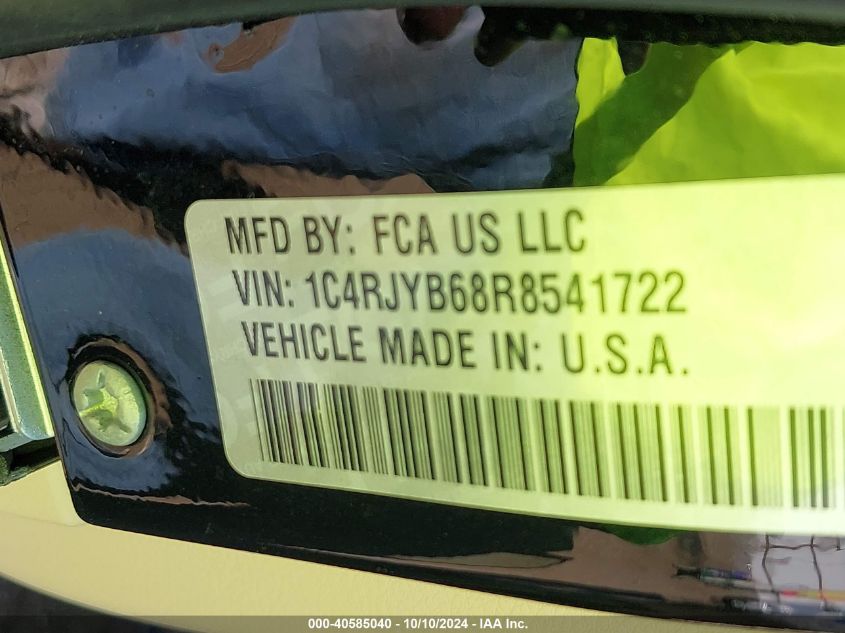 MFD BY: FCA US LLC
VIN: 1C4RJYB68R8541722
VEHICLE MADE IN: U.S.A.
000-40585040 - 10/10/2024 - IAA Inc.